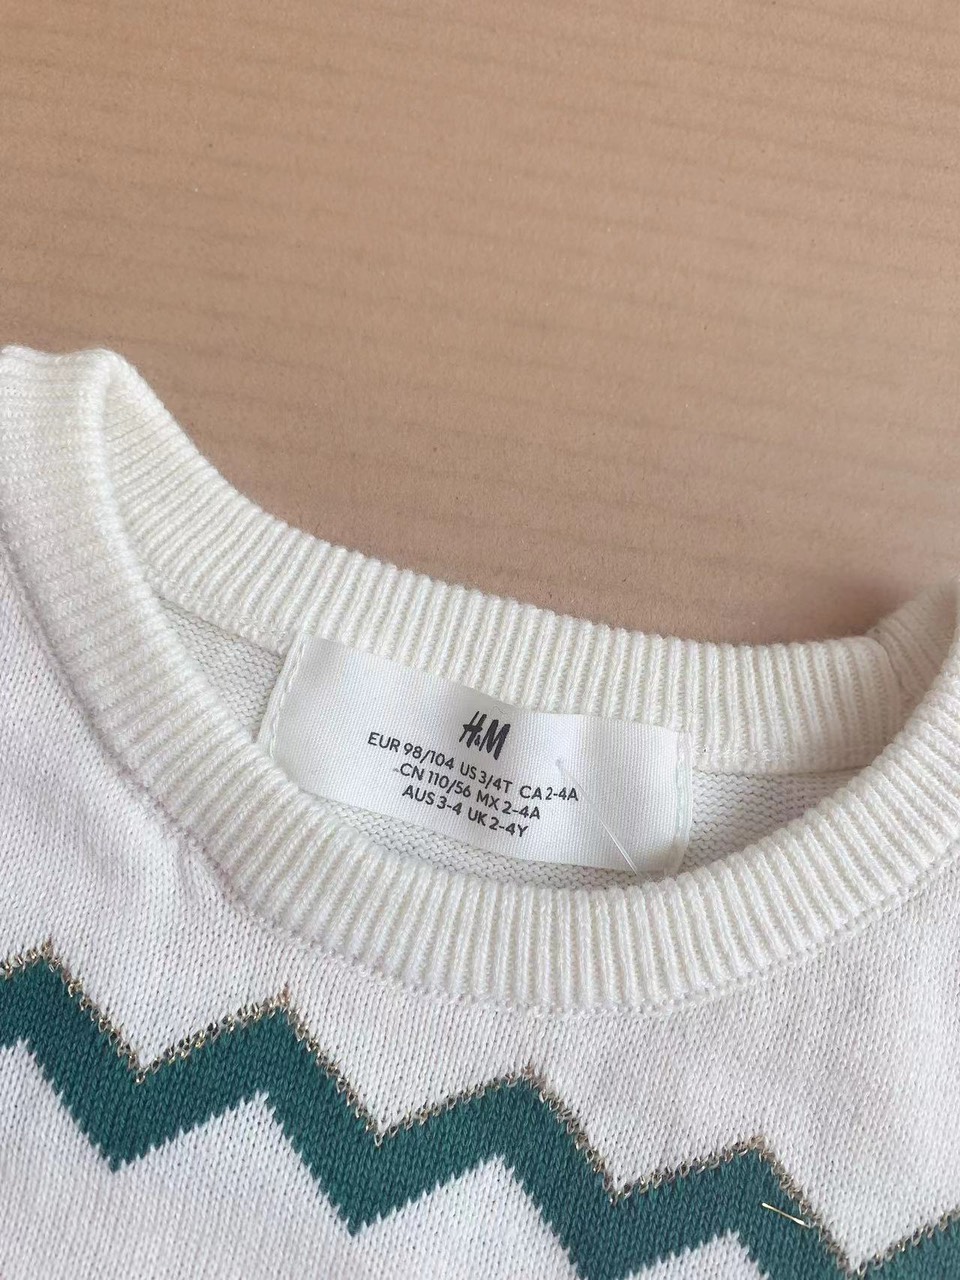 H&M
EUR 98/104 US 3/4T CA 2-4A
CN 110/56 MX 2-4A
AUS 3-4 UK 2-4Y